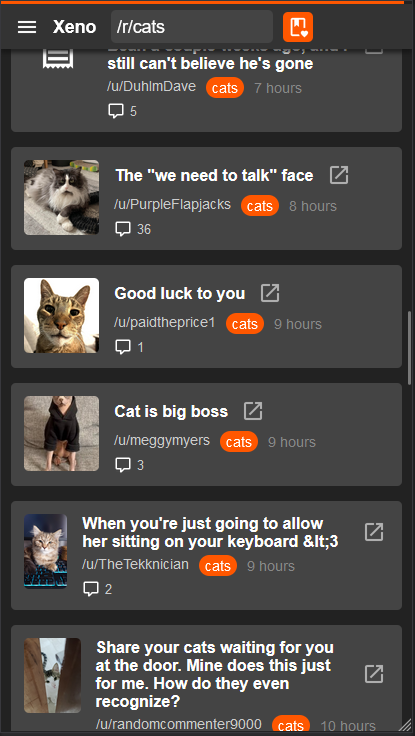 Xeno
/r/cats
still can't believe he's gone
/u/DuhlmDave cats 7 hours
5
The "we need to talk" face
/u/PurpleFlapjacks cats 8 hours
36
Good luck to you
/u/paidtheprice1 cats 9 hours
1
Cat is big boss
/u/meggymyers cats 9 hours
3
When you're just going to allow
her sitting on your keyboard &lt;3
/u/TheTekknician cats 9 hours
2
Share your cats waiting for you
at the door. Mine does this just
for me. How do they even
recognize?
/u/randomcommenter9000 cats 10 hours